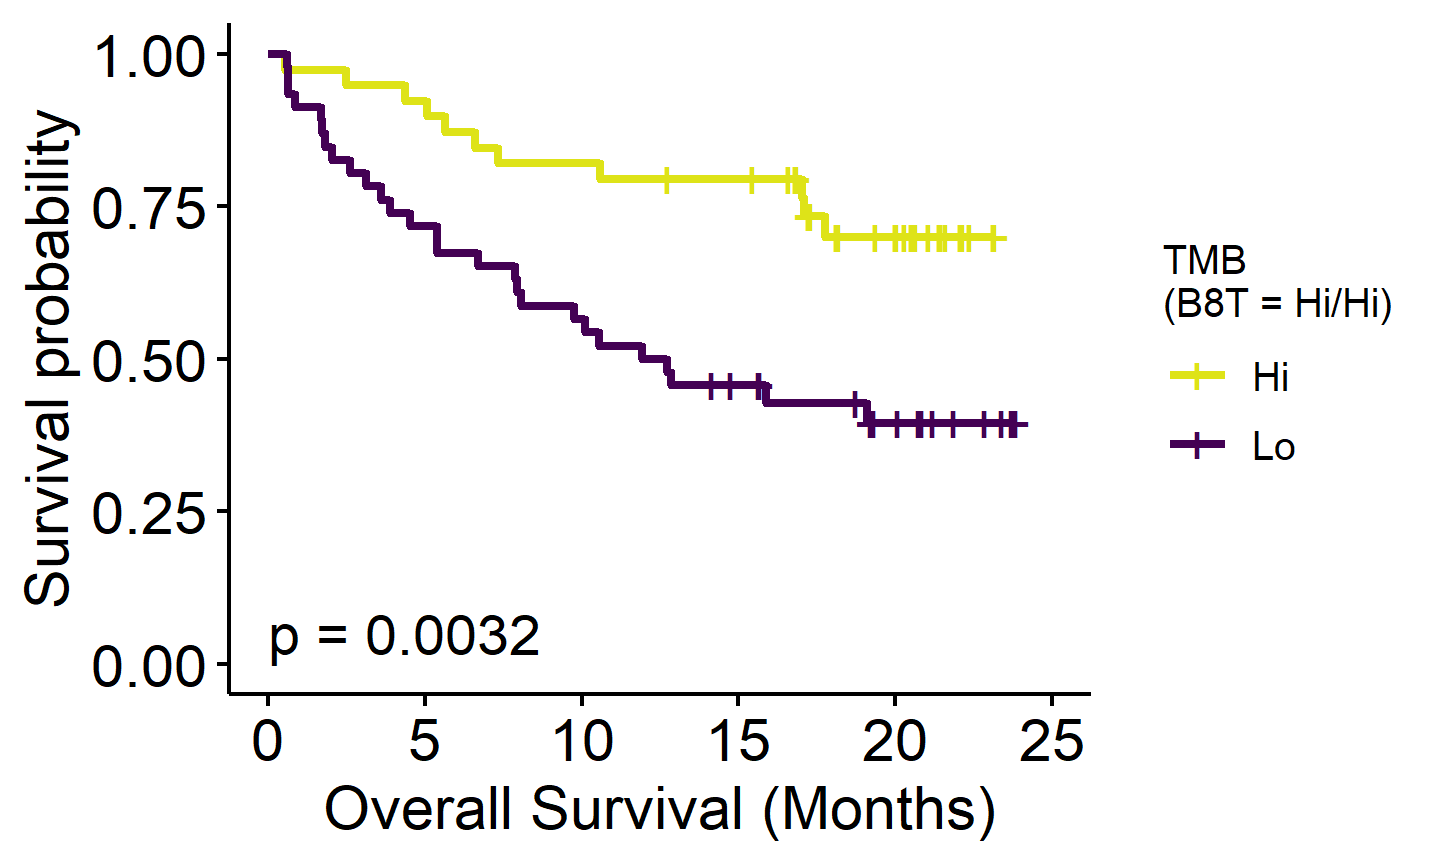 1.00
0.75
0.50
0.25
0.00
Survival probability
p = 0.0032
0 5 10 15 20 25
Overall Survival (Months)
TMB
(B8T = Hi/Hi)
Hi
Lo